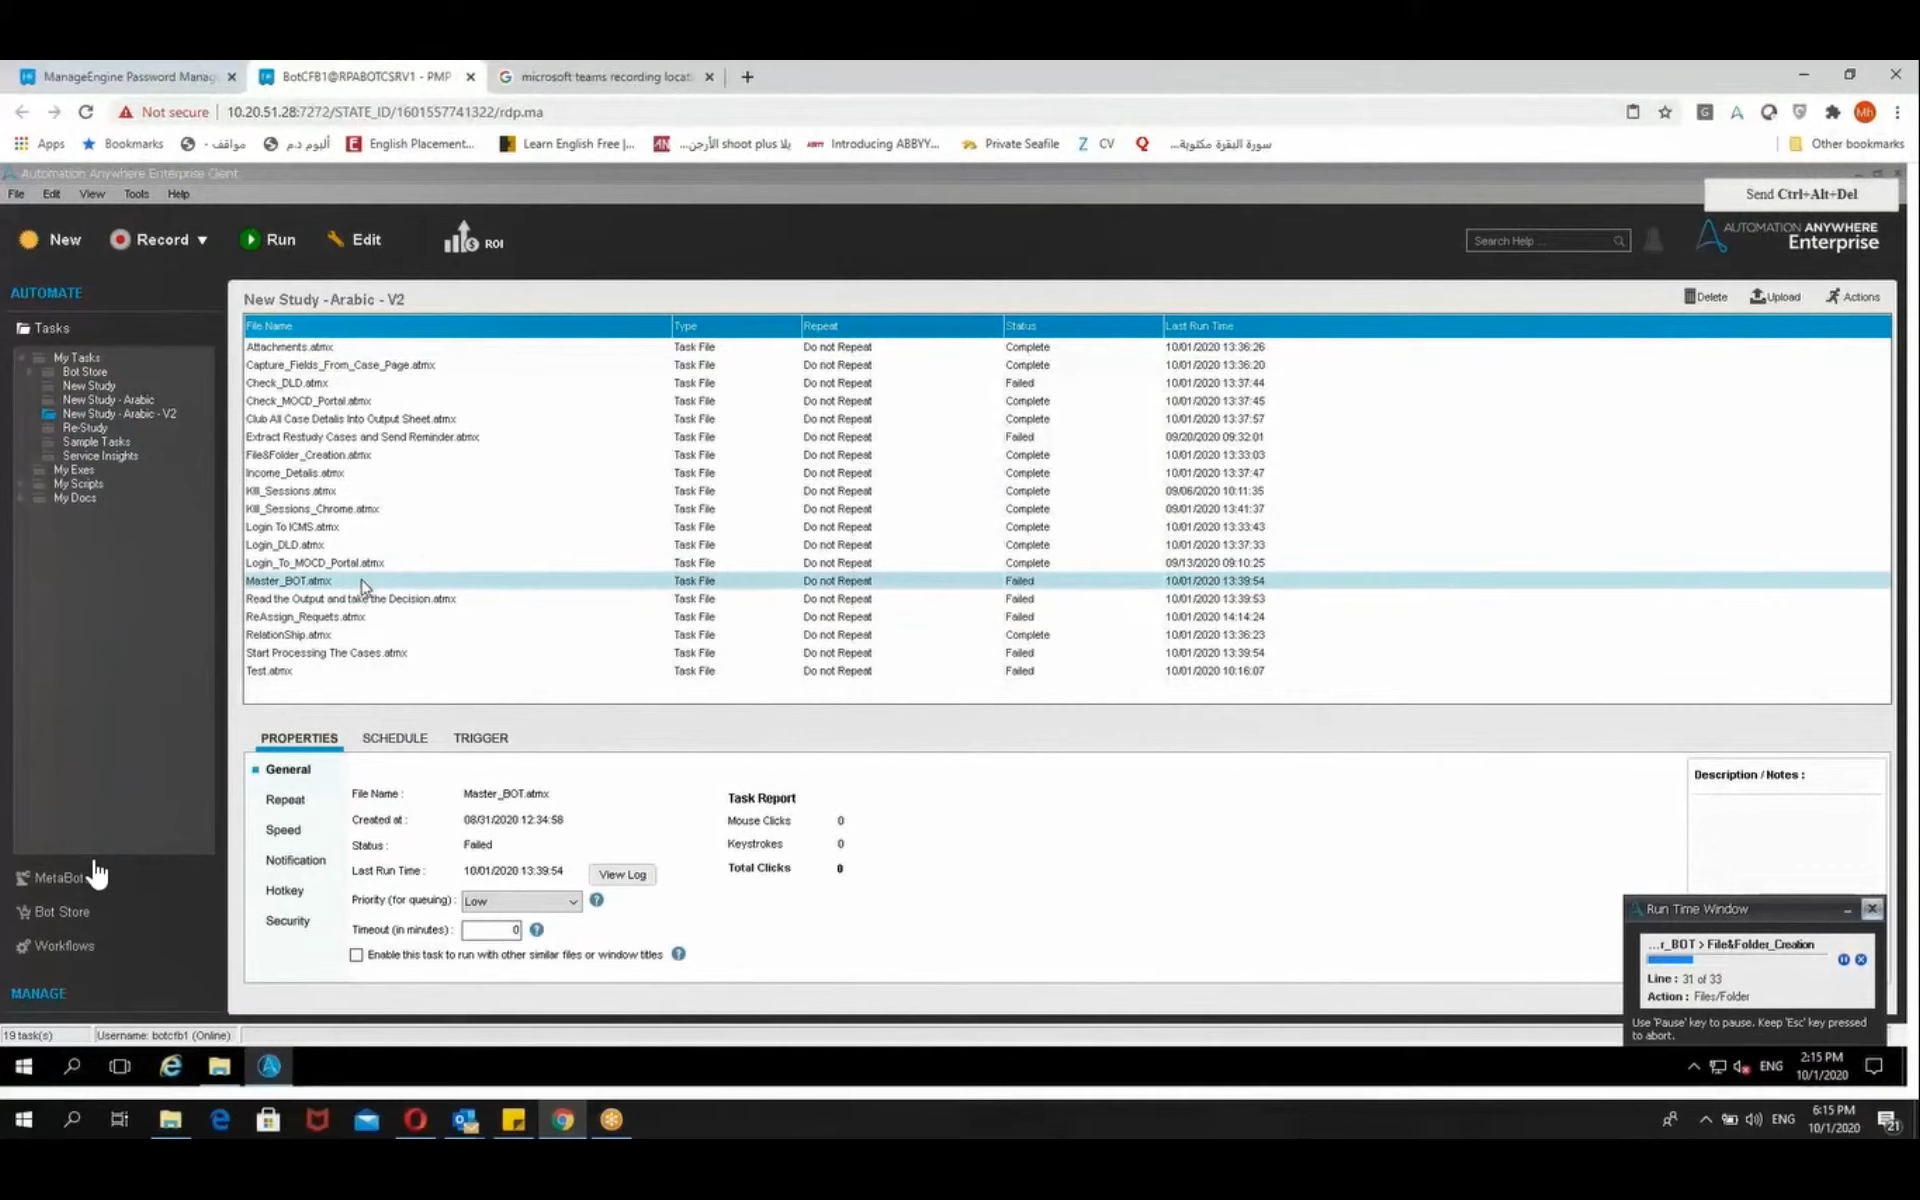 ManageEngine Password Manag
BotCFB1@RPABOTCSRV1 - PMP
microsoft teams recording locat
Not secure
10.20.51.28:7272/STATE_ID/1601557741322/rdp.ma
Mh
Apps
Bookmarks
مواقف - .
ألبوم د.م
English Placement...
Learn English Free |...
...الأرجن shoot plus يلا
Introducing ABBYY...
Private Seafile
CV
سورة البقرة مكتوبة...
Other bookmarks
Automation Anywhere Enterprise Client
File Edit View Tools Help
Send Ctrl+Alt+Del
New
Record
Run
Edit
ROI
Search Help ...
AUTOMATION ANYWHERE
Enterprise
AUTOMATE
Tasks
My Tasks
Bot Store
New Study
New Study - Arabic
New Study - Arabic - V2
Re-Study
Sample Tasks
Service Insights
My Exes
My Scripts
My Docs
MetaBot
Bot Store
Workflows
MANAGE
New Study - Arabic - V2
Delete
Upload
Actions
File Name Type Repeat Status Last Run Time
Attachments.atmx Task File Do not Repeat Complete 10/01/2020 13:36:26
Capture_Fields_From_Case_Page.atmx Task File Do not Repeat Complete 10/01/2020 13:36:20
Check_DLD.atmx Task File Do not Repeat Failed 10/01/2020 13:37:44
Check_MOCD_Portal.atmx Task File Do not Repeat Complete 10/01/2020 13:37:45
Club All Case Details Into Output Sheet.atmx Task File Do not Repeat Complete 10/01/2020 13:37:57
Extract Restudy Cases and Send Reminder.atmx Task File Do not Repeat Failed 09/20/2020 09:32:01
File&Folder_Creation.atmx Task File Do not Repeat Complete 10/01/2020 13:33:03
Income_Details.atmx Task File Do not Repeat Complete 10/01/2020 13:37:47
Kill_Sessions.atmx Task File Do not Repeat Complete 09/06/2020 10:11:35
Kill_Sessions_Chrome.atmx Task File Do not Repeat Complete 09/01/2020 13:41:37
Login To ICMS.atmx Task File Do not Repeat Complete 10/01/2020 13:33:43
Login_DLD.atmx Task File Do not Repeat Complete 10/01/2020 13:37:33
Login_To_MOCD_Portal.atmx Task File Do not Repeat Complete 09/13/2020 09:10:25
Master_BOT.atmx Task File Do not Repeat Failed 10/01/2020 13:39:54
Read the Output and take the Decision.atmx Task File Do not Repeat Failed 10/01/2020 13:39:53
ReAssign_Requets.atmx Task File Do not Repeat Failed 10/01/2020 14:14:24
RelationShip.atmx Task File Do not Repeat Complete 10/01/2020 13:36:23
Start Processing The Cases.atmx Task File Do not Repeat Failed 10/01/2020 13:39:54
Test.atmx Task File Do not Repeat Failed 10/01/2020 10:16:07
PROPERTIES SCHEDULE TRIGGER
General
Repeat
Speed
Notification
Hotkey
Security
File Name : Master_BOT.atmx
Created at : 08/31/2020 12:34:58
Status : Failed
Last Run Time : 10/01/2020 13:39:54 View Log
Priority (for queuing) : Low
Timeout (in minutes) : 0
Enable this task to run with other similar files or window titles
Task Report
Mouse Clicks 0
Keystrokes 0
Total Clicks 0
Description / Notes :
Run Time Window
...r_BOT > File&Folder_Creation
Line : 31 of 33
Action : Files/Folder
Use 'Pause' key to pause. Keep 'Esc' key pressed
to abort.
19 task(s)
Username: botcfb1 (Online)
ENG
2:15 PM
10/1/2020
ENG
6:15 PM
10/1/2020
21